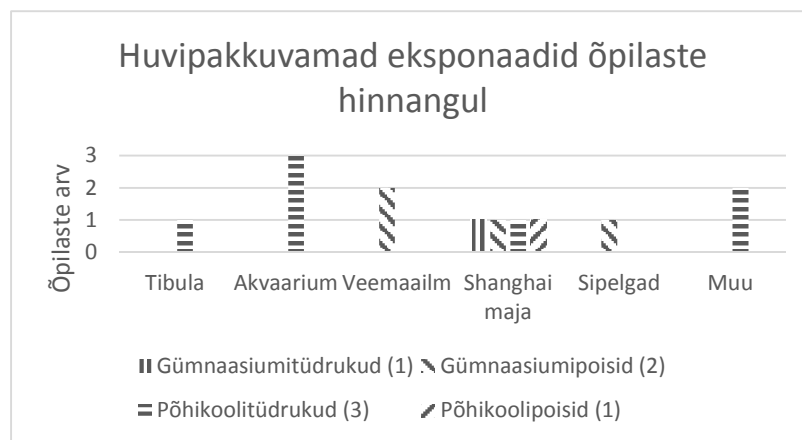 Huvipakkuvamad eksponaadid õpilaste
hinnangul
Õpilaste arv
3
2
1
0
Tibula Akvaarium Veemaailm Shanghai maja Sipelgad Muu
Gümnaasiumitüdrukud (1) Gümnaasiumipoisid (2)
Põhikoolitüdrukud (3) Põhikoolipoisid (1)